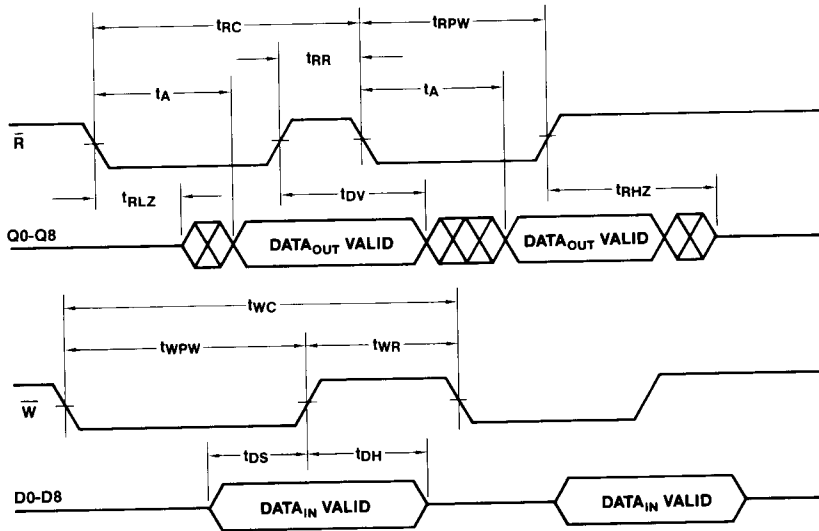 tRC
tRPW
tRR
tA
tA
R̅
tRLZ
tDV
tRHZ
Q0-Q8
DATAOUT VALID
DATAOUT VALID
tWC
tWPW
tWR
W̅
tDS
tDH
D0-D8
DATAIN VALID
DATAIN VALID